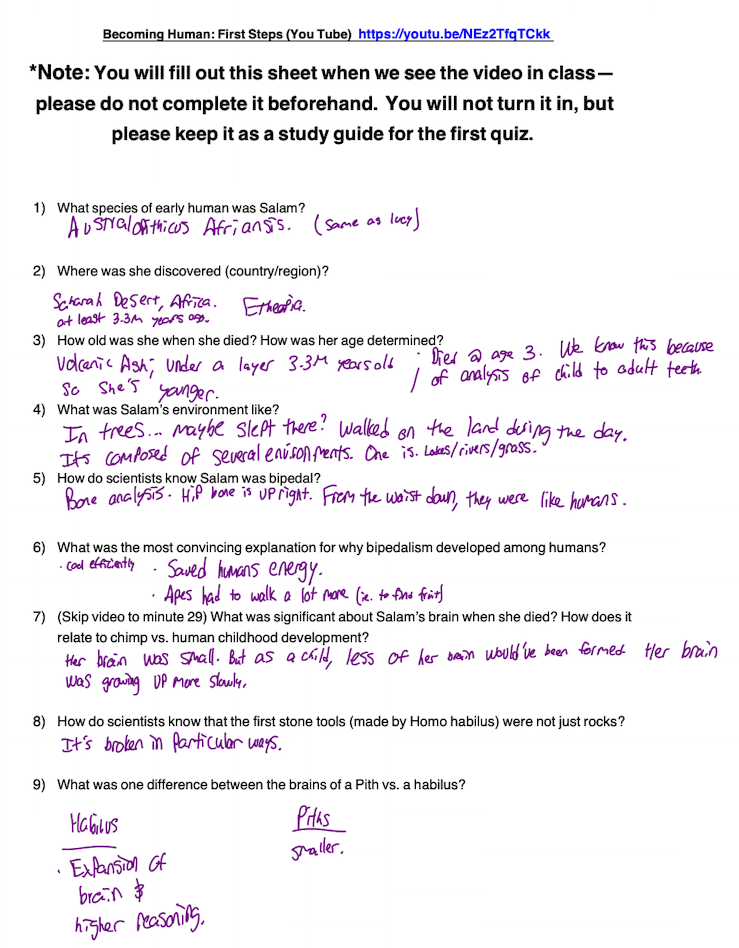 Becoming Human: First Steps (You Tube) https://youtu.be/NEz2TfqTCkk
*Note: You will fill out this sheet when we see the video in class—
please do not complete it beforehand. You will not turn it in, but
please keep it as a study guide for the first quiz.
1) What species of early human was Salam?
Australopithicus Afriansis. (same as lucy)
2) Where was she discovered (country/region)?
Saharah Desert, Africa. Etheopia.
at least 3.3M years ago.
3) How old was she when she died? How was her age determined?
Volcanic Ash; under a layer 3.3M years old / · Died @ age 3. We know this because
so she's younger. of analysis of child to adult teeth
4) What was Salam's environment like?
In trees... maybe slept there? Walked on the land during the day.
Its composed of several environments. One is. Lakes/rivers/grass.
5) How do scientists know Salam was bipedal?
Bone analysis. Hip bone is upright. From the waist down, they were like humans.
6) What was the most convincing explanation for why bipedalism developed among humans?
· cool efficiently · Saved humans energy.
· Apes had to walk a lot more (ie. to find fruit)
7) (Skip video to minute 29) What was significant about Salam's brain when she died? How does it
relate to chimp vs. human childhood development?
Her brain was small. But as a child, less of her brain would've been formed Her brain
was growing up more slowly.
8) How do scientists know that the first stone tools (made by Homo habilus) were not just rocks?
It's broken in particular ways.
9) What was one difference between the brains of a Pith vs. a habilus?
Habilus Piths
· Expansion of smaller.
brain &
higher reasoning.